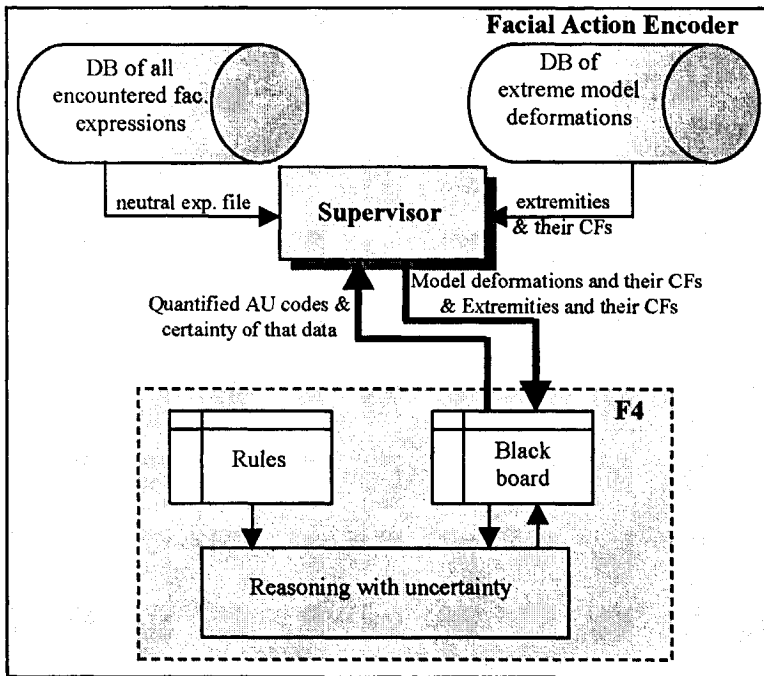 Facial Action Encoder
DB of all
encountered fac.
expressions
DB of
extreme model
deformations
neutral exp. file
Supervisor
extremities
& their CFs
Quantified AU codes &
certainty of that data
Model deformations and their CFs
& Extremities and their CFs
F4
Rules
Black
board
Reasoning with uncertainty